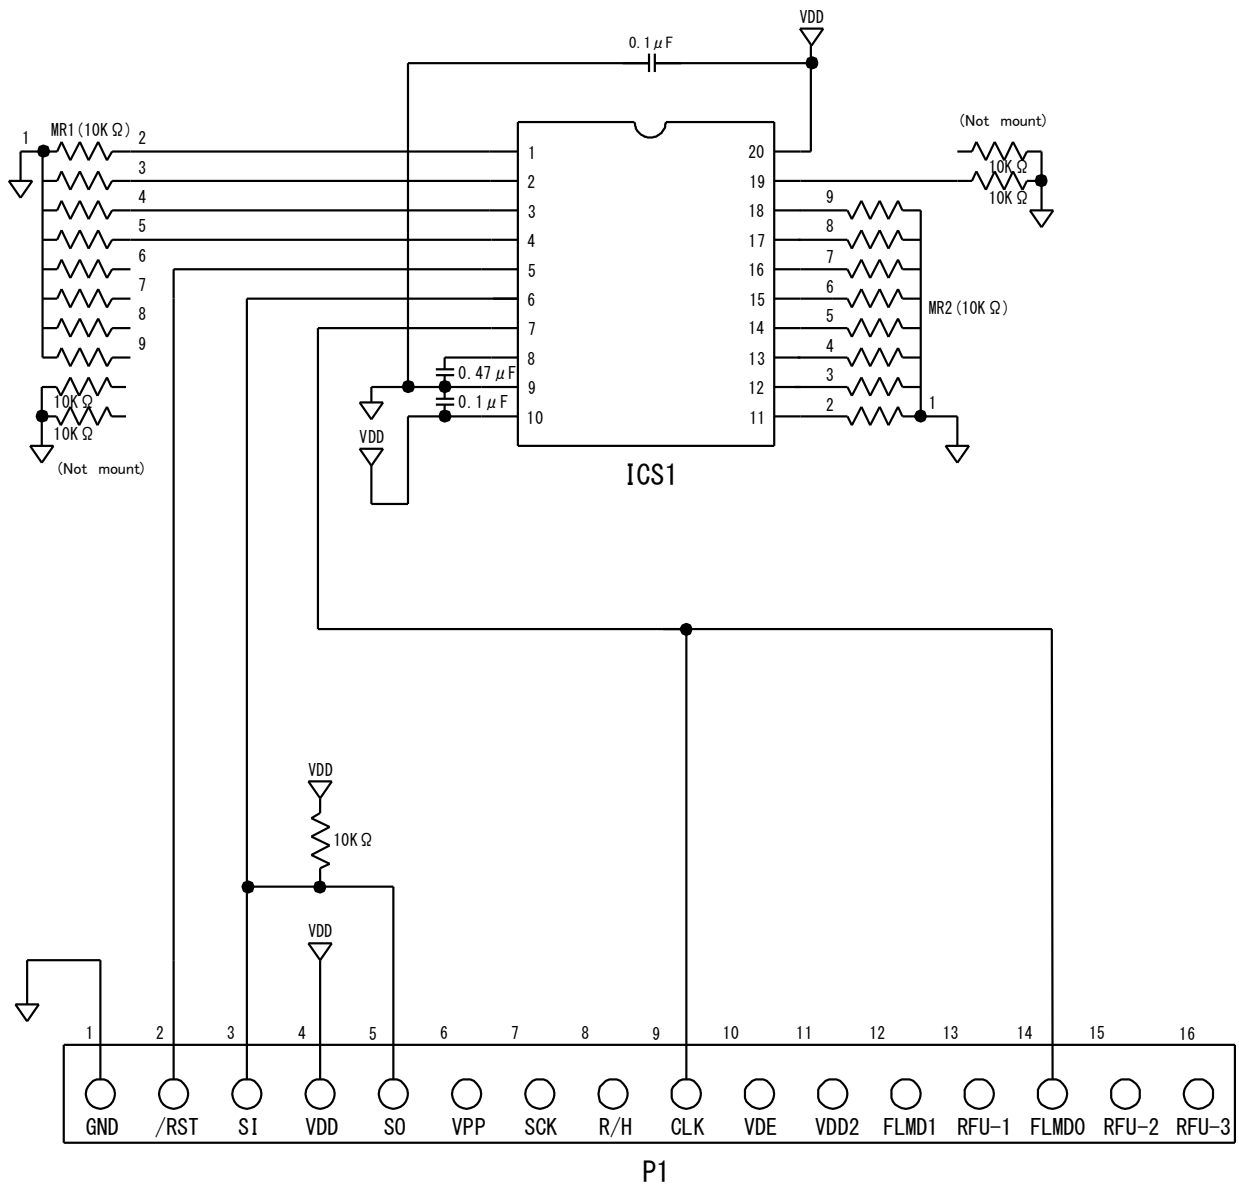 VDD
0.1μF
(Not mount)
1
MR1(10KΩ)
2
3
4
5
6
7
8
9
10KΩ
10KΩ
(Not mount)
1
2
3
4
5
6
7
8
9
10
0.47μF
0.1μF
VDD
20
19
18
17
16
15
14
13
12
11
10KΩ
10KΩ
9
8
7
6
5
4
3
2
1
MR2(10KΩ)
ICS1
VDD
10KΩ
VDD
1 2 3 4 5 6 7 8 9 10 11 12 13 14 15 16
GND /RST SI VDD SO VPP SCK R/H CLK VDE VDD2 FLMD1 RFU-1 FLMD0 RFU-2 RFU-3
P1